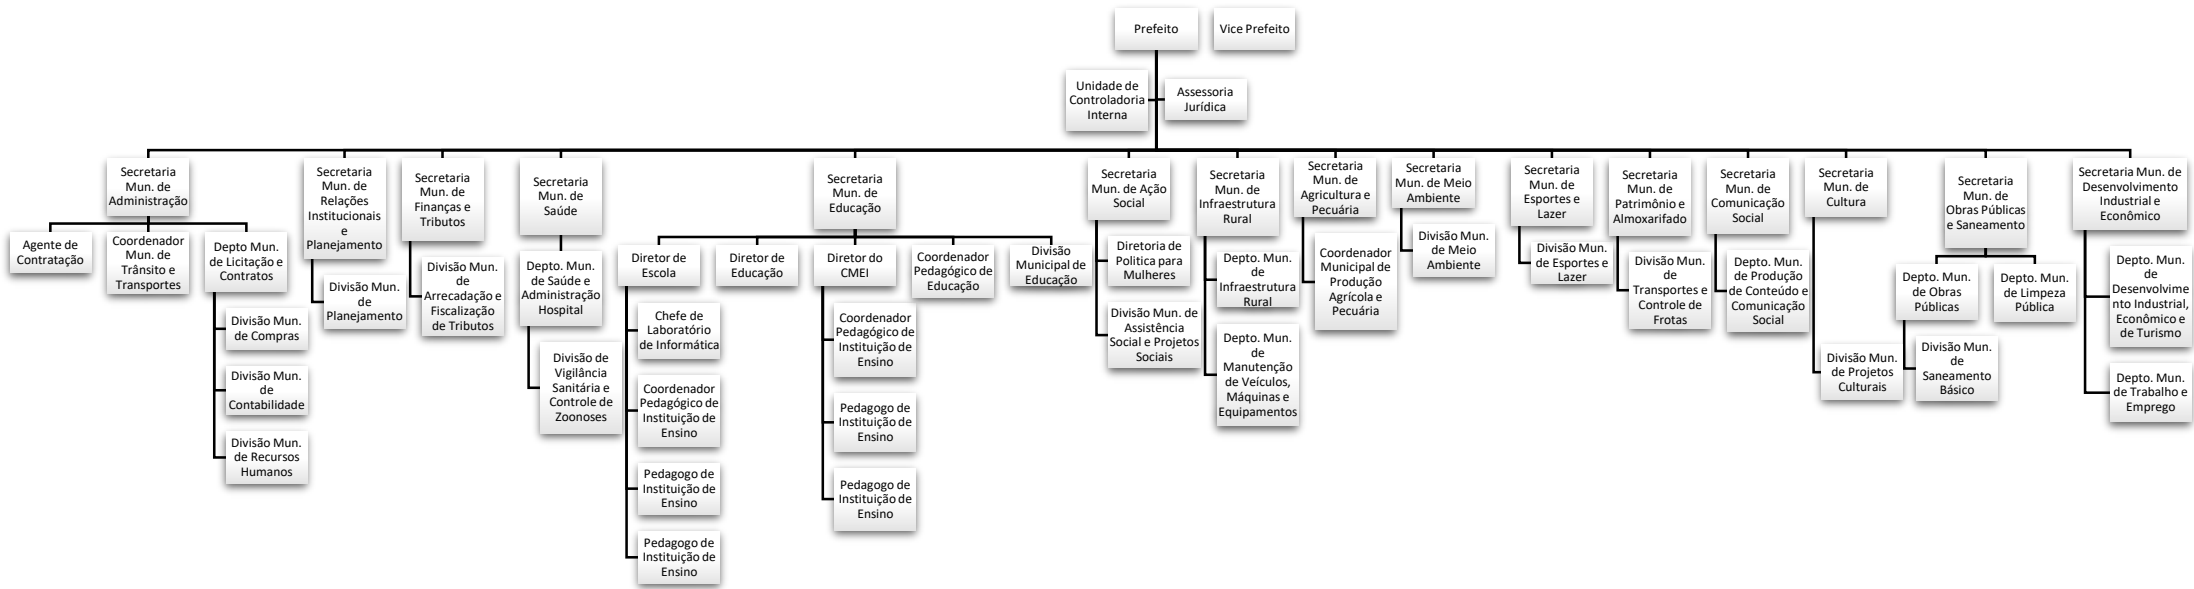 Prefeito
Vice Prefeito
Unidade de
Controladoria
Interna
Assessoria
Jurídica
Secretaria
Mun. de
Administração
Agente de
Contratação
Coordenador
Mun. de
Trânsito e
Transportes
Depto Mun.
de Licitação e
Contratos
Divisão Mun.
de Compras
Divisão Mun.
de
Contabilidade
Divisão Mun.
de Recursos
Humanos
Secretaria
Mun. de
Relações
Institucionais
e
Planejamento
Divisão Mun.
de
Planejamento
Secretaria
Mun. de
Finanças e
Tributos
Divisão Mun.
de
Arrecadação e
Fiscalização
de Tributos
Secretaria
Mun. de
Saúde
Depto. Mun.
de Saúde e
Administração
Hospital
Divisão de
Vigilância
Sanitária e
Controle de
Zoonoses
Secretaria
Mun. de
Educação
Diretor de
Escola
Chefe de
Laboratório
de Informática
Coordenador
Pedagógico de
Instituição de
Ensino
Pedagogo de
Instituição de
Ensino
Pedagogo de
Instituição de
Ensino
Diretor de
Educação
Diretor do
CMEI
Coordenador
Pedagógico de
Instituição de
Ensino
Pedagogo de
Instituição de
Ensino
Pedagogo de
Instituição de
Ensino
Coordenador
Pedagógico de
Educação
Divisão
Municipal de
Educação
Secretaria
Mun. de Ação
Social
Diretoria de
Politica para
Mulheres
Divisão Mun. de
Assistência
Social e Projetos
Sociais
Secretaria
Mun. de
Infraestrutura
Rural
Depto. Mun.
de
Infraestrutura
Rural
Depto. Mun.
de
Manutenção
de Veículos,
Máquinas e
Equipamentos
Secretaria
Mun. de
Agricultura e
Pecuária
Coordenador
Municipal de
Produção
Agrícola e
Pecuária
Secretaria
Mun. de Meio
Ambiente
Divisão Mun.
de Meio
Ambiente
Secretaria
Mun. de
Esportes e
Lazer
Divisão Mun.
de Esportes e
Lazer
Secretaria
Mun. de
Patrimônio e
Almoxarifado
Divisão Mun.
de
Transportes e
Controle de
Frotas
Secretaria
Mun. de
Comunicação
Social
Depto. Mun.
de Produção
de Conteúdo e
Comunicação
Social
Secretaria
Mun. de
Cultura
Divisão Mun.
de Projetos
Culturais
Secretaria
Mun. de
Obras Públicas
e Saneamento
Depto. Mun.
de Obras
Públicas
Divisão Mun.
de
Saneamento
Básico
Depto. Mun.
de Limpeza
Pública
Secretaria Mun. de
Desenvolvimento
Industrial e
Econômico
Depto. Mun.
de
Desenvolvime
nto Industrial,
Econômico e
de Turismo
Depto. Mun.
de Trabalho e
Emprego